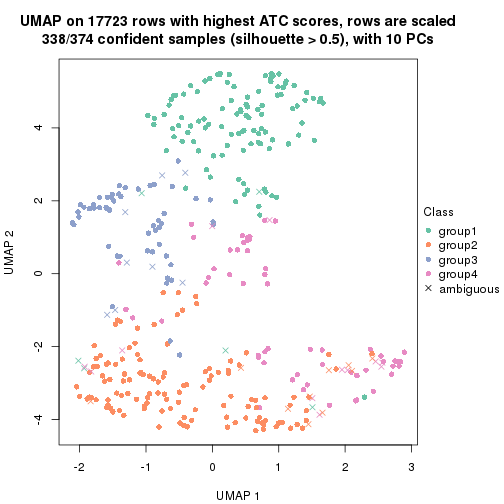 UMAP on 17723 rows with highest ATC scores, rows are scaled
338/374 confident samples (silhouette > 0.5), with 10 PCs
UMAP 2
4
2
0
-2
-4
-2
-1
0
1
2
3
UMAP 1
Class
group1
group2
group3
group4
ambiguous